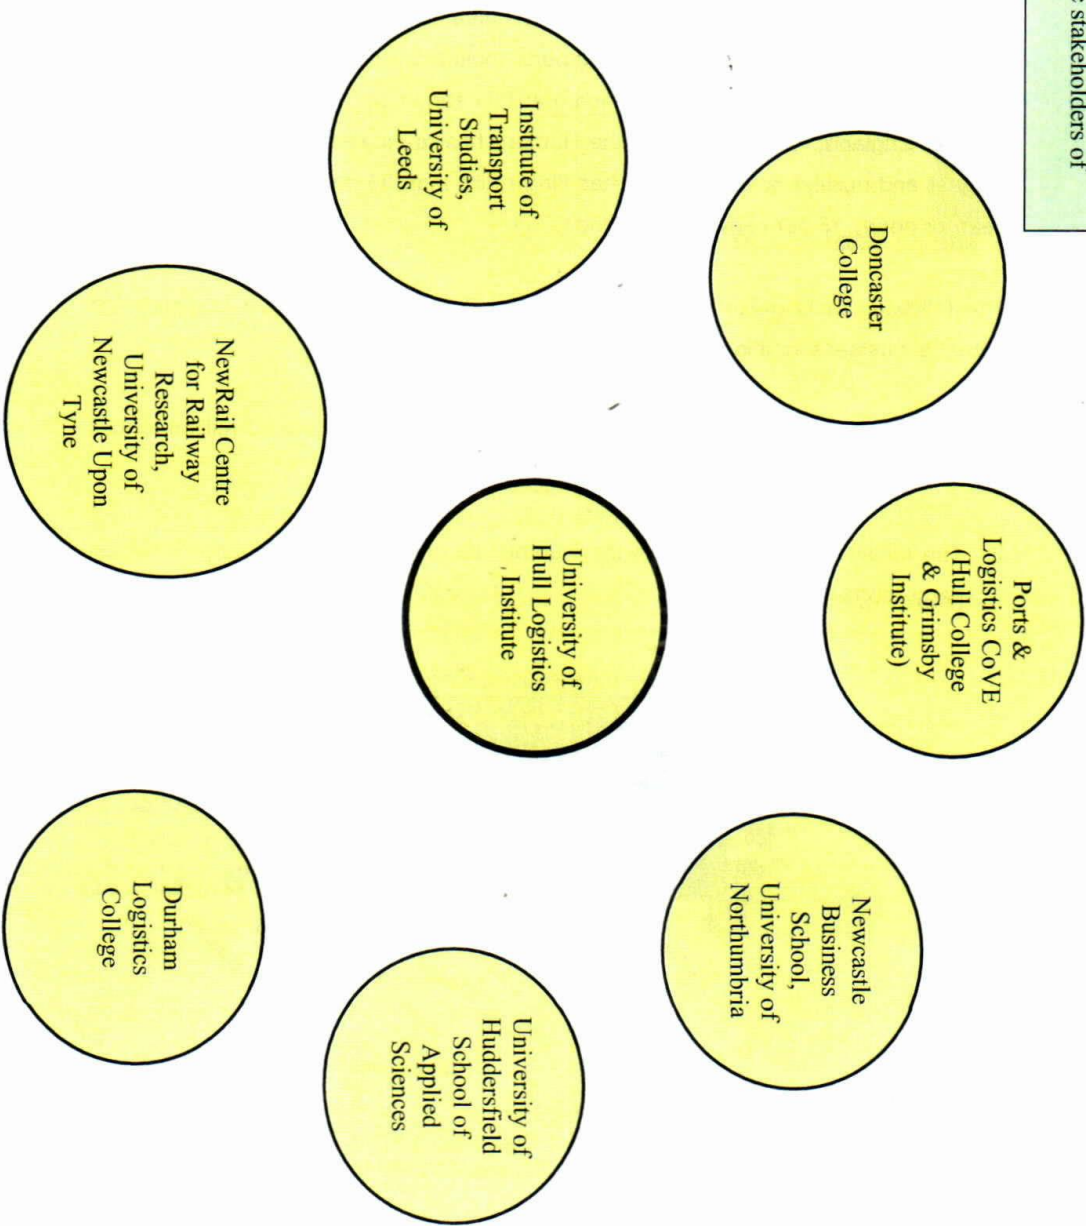 stakeholders of
Ports &
Logistics CoVE
(Hull College
& Grimsby
Institute)
Doncaster
College
Newcastle
Business
School,
University of
Northumbria
Institute of
Transport
Studies,
University of
Leeds
University of
Hull Logistics
Institute
University of
Huddersfield
School of
Applied
Sciences
NewRail Centre
for Railway
Research,
University of
Newcastle Upon
Tyne
Durham
Logistics
College